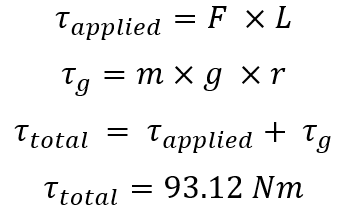 τ_applied = F × L
τ_g = m × g × r
τ_total = τ_applied + τ_g
τ_total = 93.12 Nm